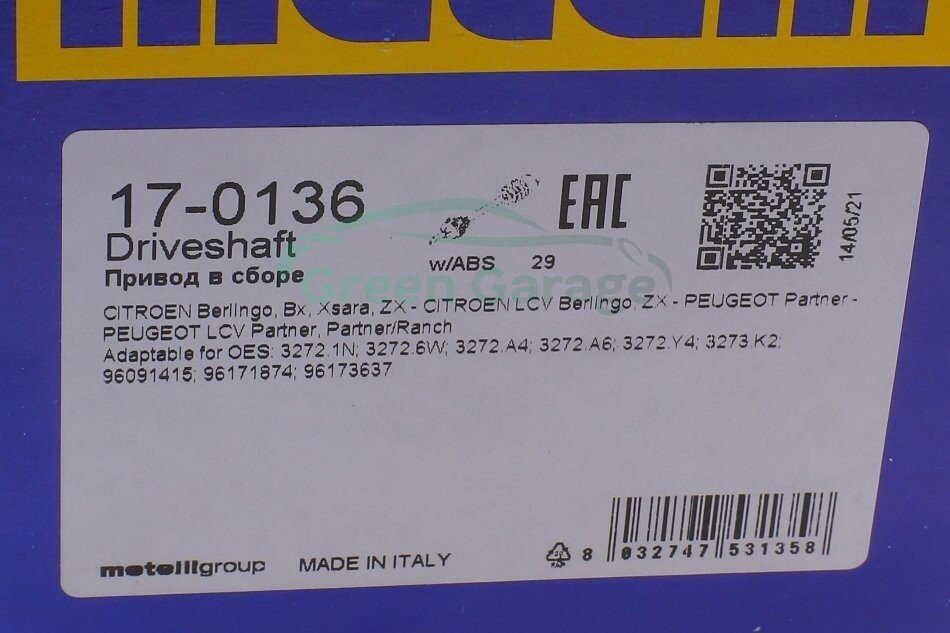 metelli
17-0136
EAC
Driveshaft
Привод в сборе
w/ABS 29
14/05/21
Green Garage
CITROEN Berlingo, Bx, Xsara, ZX - CITROEN LCV Berlingo, ZX - PEUGEOT Partner -
PEUGEOT LCV Partner, Partner/Ranch
Adaptable for OES: 3272.1N; 3272.6W; 3272.A4; 3272.A6; 3272.Y4; 3273.K2;
96091415; 96171874; 96173637
metelligroup MADE IN ITALY
8 032747 531358